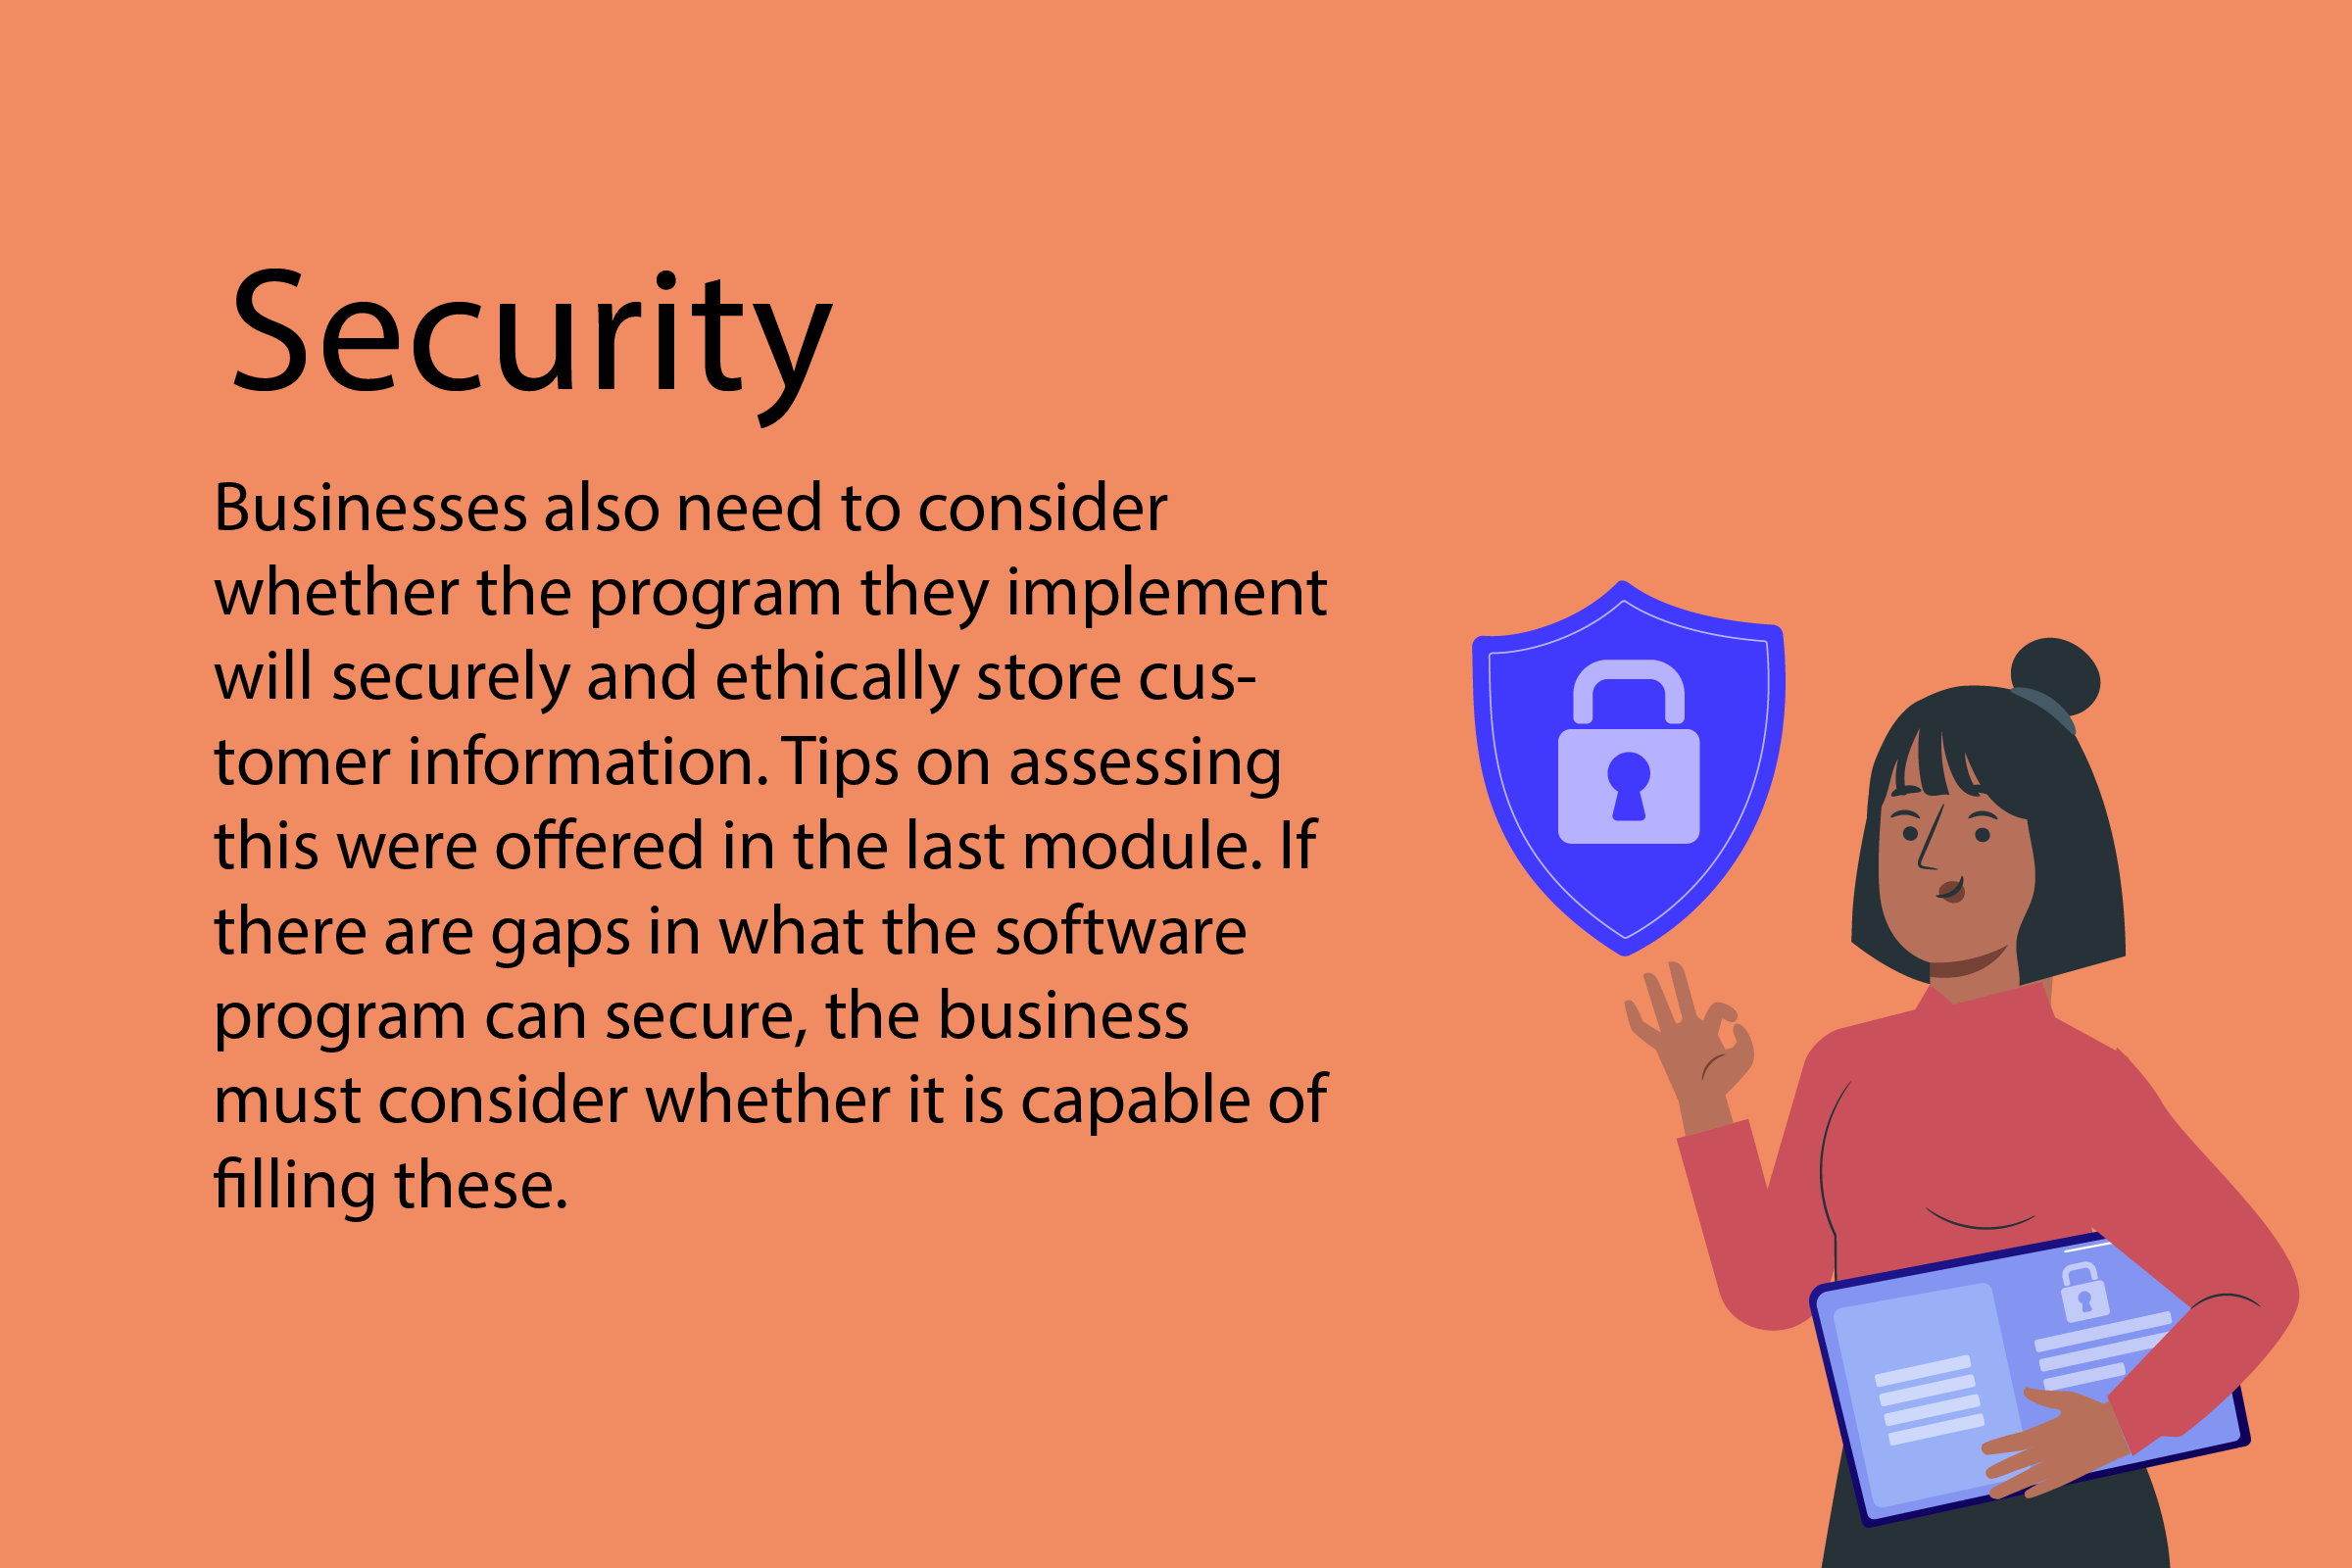 Security
Businesses also need to consider
whether the program they implement
will securely and ethically store cus-
tomer information. Tips on assessing
this were offered in the last module. If
there are gaps in what the software
program can secure, the business
must consider whether it is capable of
filling these.